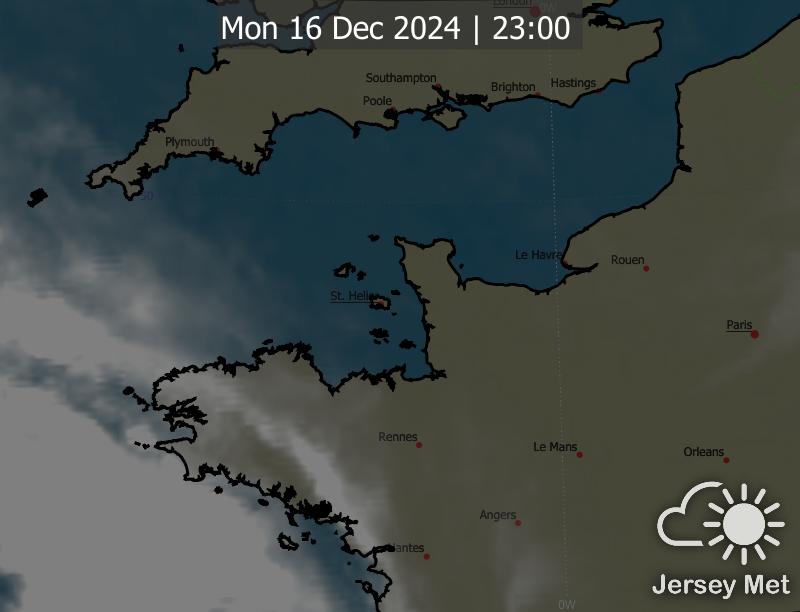 London
0W
Mon 16 Dec 2024 | 23:00
Southampton
Brighton
Hastings
Poole
Plymouth
50
Le Havre
Rouen
St. Helier
Paris
Rennes
Le Mans
Orleans
Angers
Nantes
Jersey Met
0W